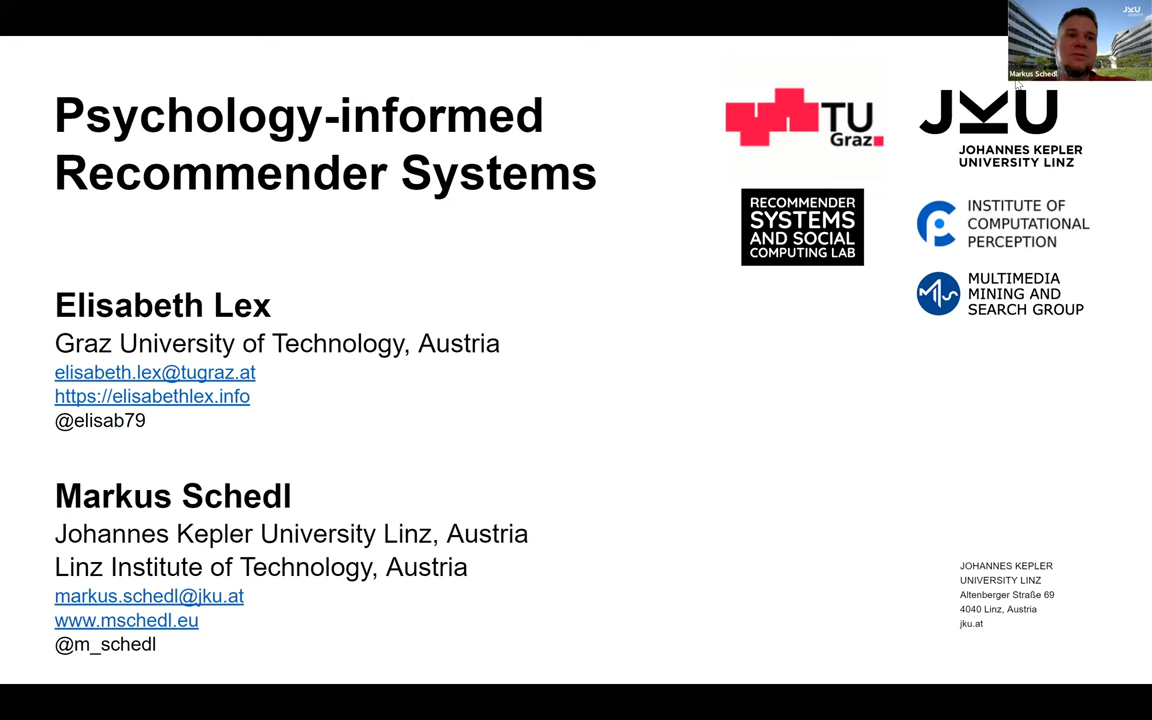 Psychology-informed
Recommender Systems
Elisabeth Lex
Graz University of Technology, Austria
elisabeth.lex@tugraz.at
https://elisabethlex.info
@elisab79
Markus Schedl
Johannes Kepler University Linz, Austria
Linz Institute of Technology, Austria
markus.schedl@jku.at
www.mschedl.eu
@m_schedl
TU
Graz
RECOMMENDER
SYSTEMS
AND SOCIAL
COMPUTING LAB
JKU
Markus Schedl
JKU
JOHANNES KEPLER
UNIVERSITY LINZ
INSTITUTE OF
COMPUTATIONAL
PERCEPTION
MULTIMEDIA
MINING AND
SEARCH GROUP
JOHANNES KEPLER
UNIVERSITY LINZ
Altenberger Straße 69
4040 Linz, Austria
jku.at